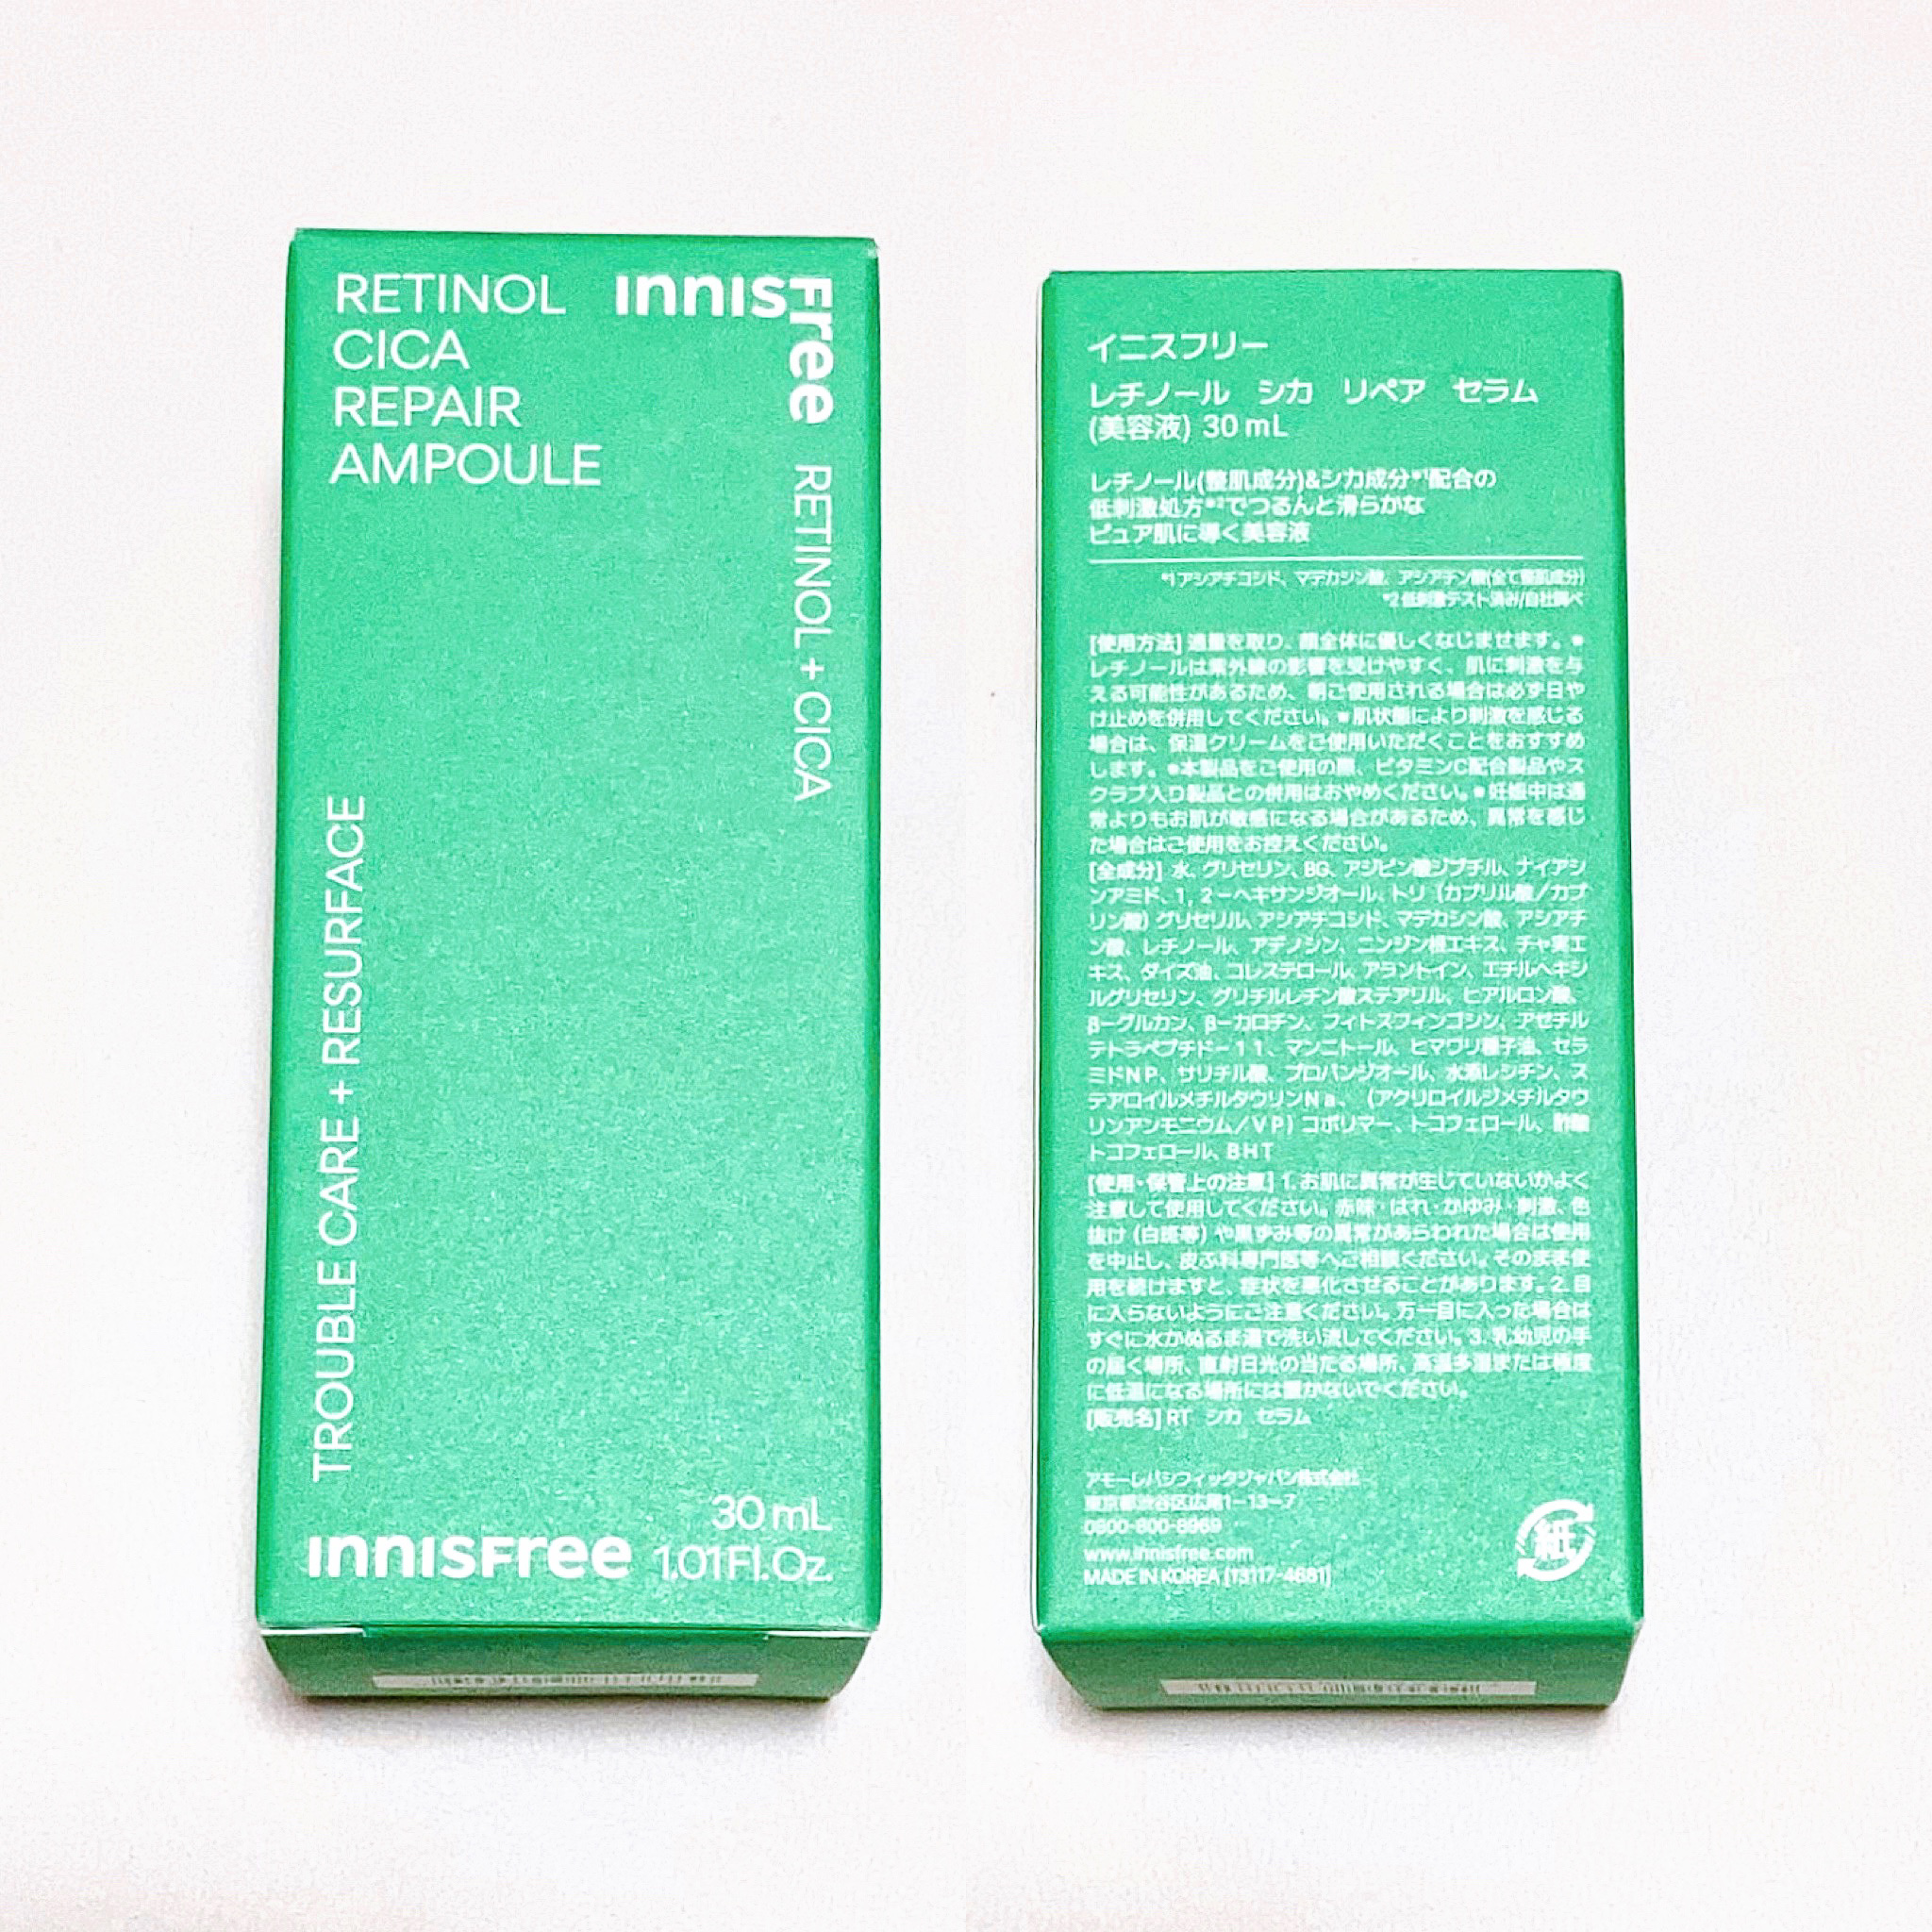 RETINOL
CICA
REPAIR
AMPOULE
innisfree RETINOL + CICA
TROUBLE CARE + RESURFACE
innisfree
30 mL
1.01 Fl.Oz.
イニスフリー
レチノール シカ リペア セラム
(美容液) 30 mL
レチノール(整肌成分)&シカ成分*¹配合の
低刺激処方*²でつるんと滑らかな
ピュア肌に導く美容液
*1 アシアチコシド、マデカシン酸、アシアチン酸(全て整肌成分)
*2 低刺激テスト済み/自社調べ
[使用方法] 適量を取り、顔全体に優しくなじませます。●
レチノールは紫外線の影響を受けやすく、肌に刺激を与
える可能性があるため、朝ご使用される場合は必ず日や
け止めを併用してください。●肌状態により刺激を感じる
場合は、保湿クリームをご使用いただくことをおすすめ
します。●本製品をご使用の際、ビタミンC配合製品やス
クラブ入り製品との併用はおやめください。●妊娠中は通
常よりもお肌が敏感になる場合があるため、異常を感じ
た場合はご使用をお控えください。
[全成分] 水、グリセリン、BG、アジピン酸ジブチル、ナイアシ
ンアミド、1,2-ヘキサンジオール、トリ(カプリル酸/カプ
リン酸)グリセリル、アシアチコシド、マデカシン酸、アシアチ
ン酸、レチノール、アデノシン、ニンジン根エキス、チャ実エ
キス、ダイズ油、コレステロール、アラントイン、エチルヘキシ
ルグリセリン、グリチルレチン酸ステアリル、ヒアルロン酸、
β-グルカン、β-カロチン、フィトスフィンゴシン、アセチル
テトラペプチド-11、マンニトール、ヒマワリ種子油、セラ
ミドNP、サリチル酸、プロパンジオール、水添レシチン、ス
テアロイルメチルタウリンNa、(アクリロイルジメチルタウ
リンアンモニウム/VP)コポリマー、トコフェロール、酢酸
トコフェロール、BHT
[使用・保管上の注意] 1. お肌に異常が生じていないかよく
注意して使用してください。赤味・はれ・かゆみ・刺激、色
抜け(白斑等)や黒ずみ等の異常があらわれた場合は使用
を中止し、皮ふ科専門医等へご相談ください。そのまま使
用を続けますと、症状を悪化させることがあります。2. 目
に入らないようにご注意ください。万一目に入った場合は
すぐに水かぬるま湯で洗い流してください。3. 乳幼児の手
の届く場所、直射日光の当たる場所、高温多湿または極度
に低温になる場所には置かないでください。
[販売名] RT シカ セラム
アモーレパシフィックジャパン株式会社
東京都渋谷区広尾1-13-7
0800-800-8969
www.innisfree.com
MADE IN KOREA [13117-4681]
紙